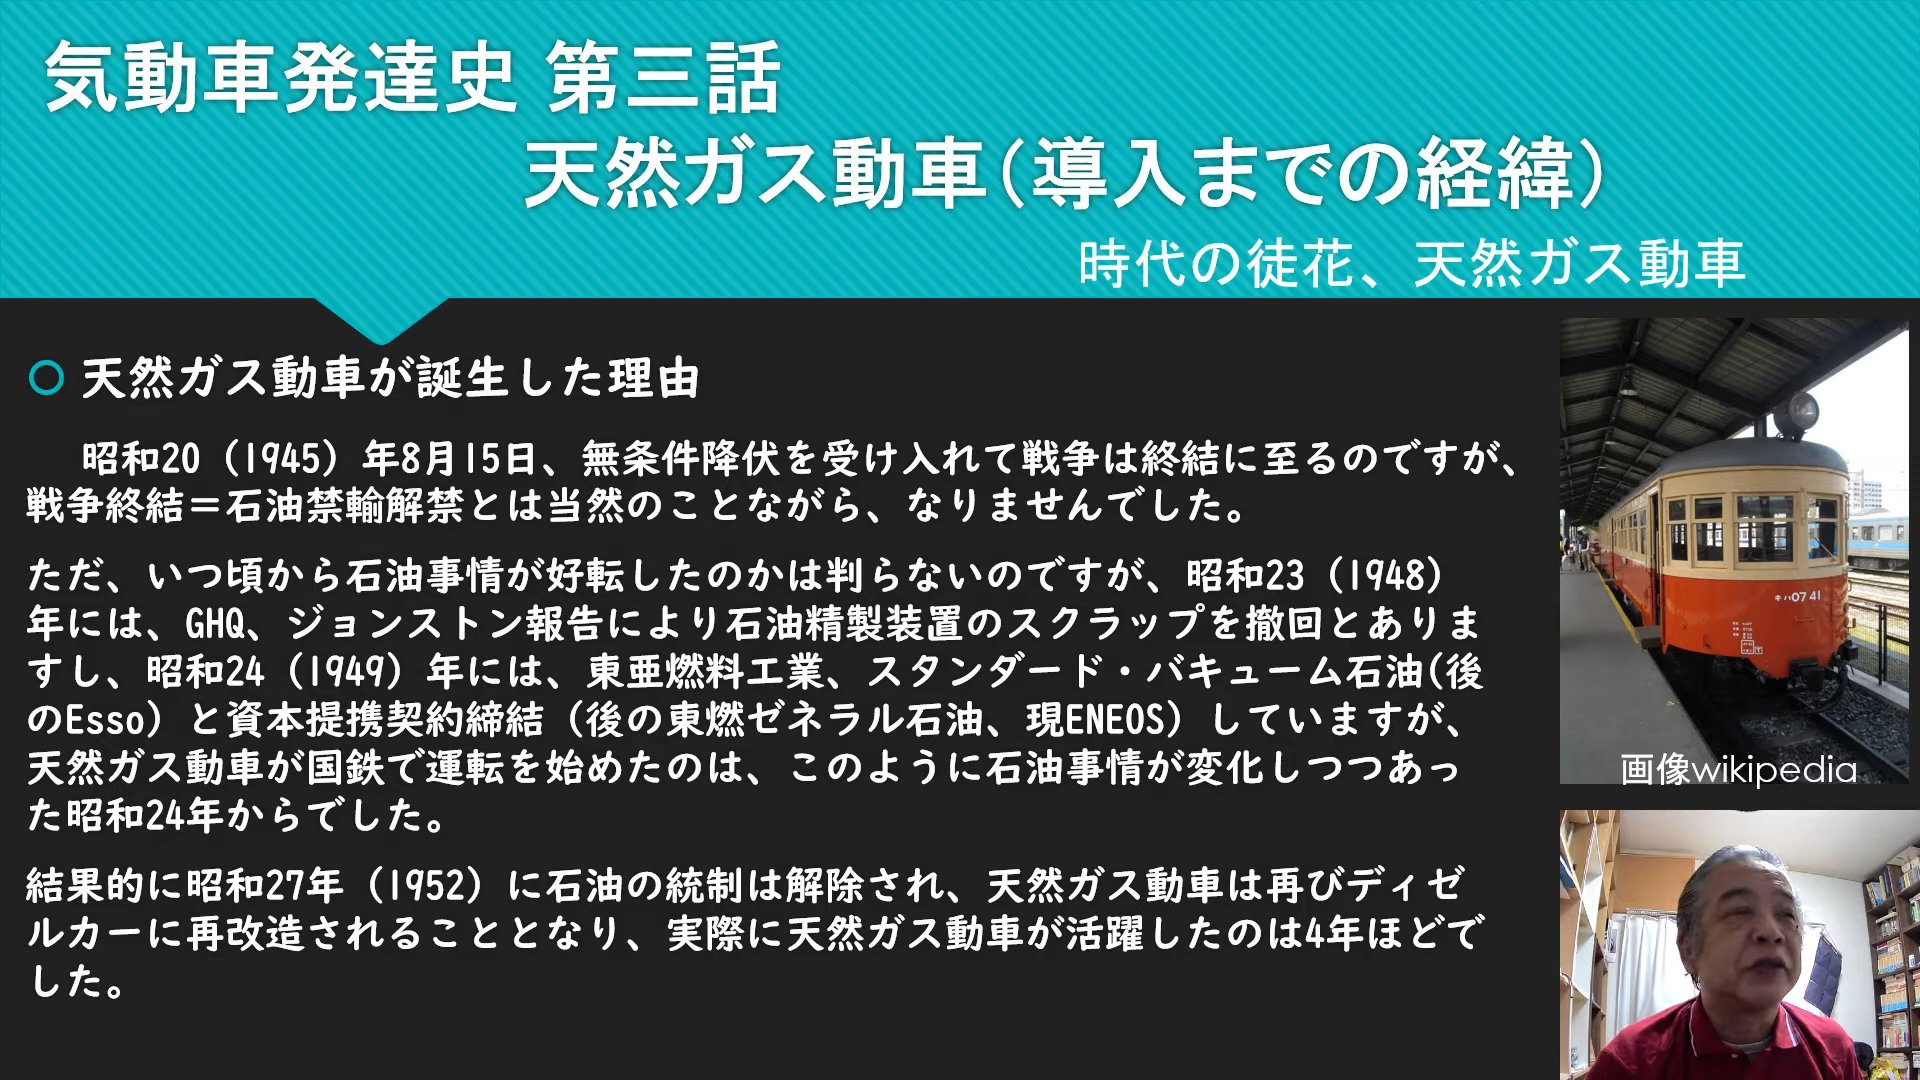 気動車発達史 第三話
天然ガス動車（導入までの経緯）
時代の徒花、天然ガス動車
天然ガス動車が誕生した理由
昭和20（1945）年8月15日、無条件降伏を受け入れて戦争は終結に至るのですが、
戦争終結＝石油禁輸解禁とは当然のことながら、なりませんでした。
ただ、いつ頃から石油事情が好転したのかは判らないのですが、昭和23（1948）
年には、GHQ、ジョンストン報告により石油精製装置のスクラップを撤回とありま
すし、昭和24（1949）年には、東亜燃料工業、スタンダード・バキューム石油(後
のEsso）と資本提携契約締結（後の東燃ゼネラル石油、現ENEOS）していますが、
天然ガス動車が国鉄で運転を始めたのは、このように石油事情が変化しつつあっ
た昭和24年からでした。
結果的に昭和27年（1952）に石油の統制は解除され、天然ガス動車は再びディゼ
ルカーに再改造されることとなり、実際に天然ガス動車が活躍したのは4年ほどで
した。
キハ0741
画像wikipedia